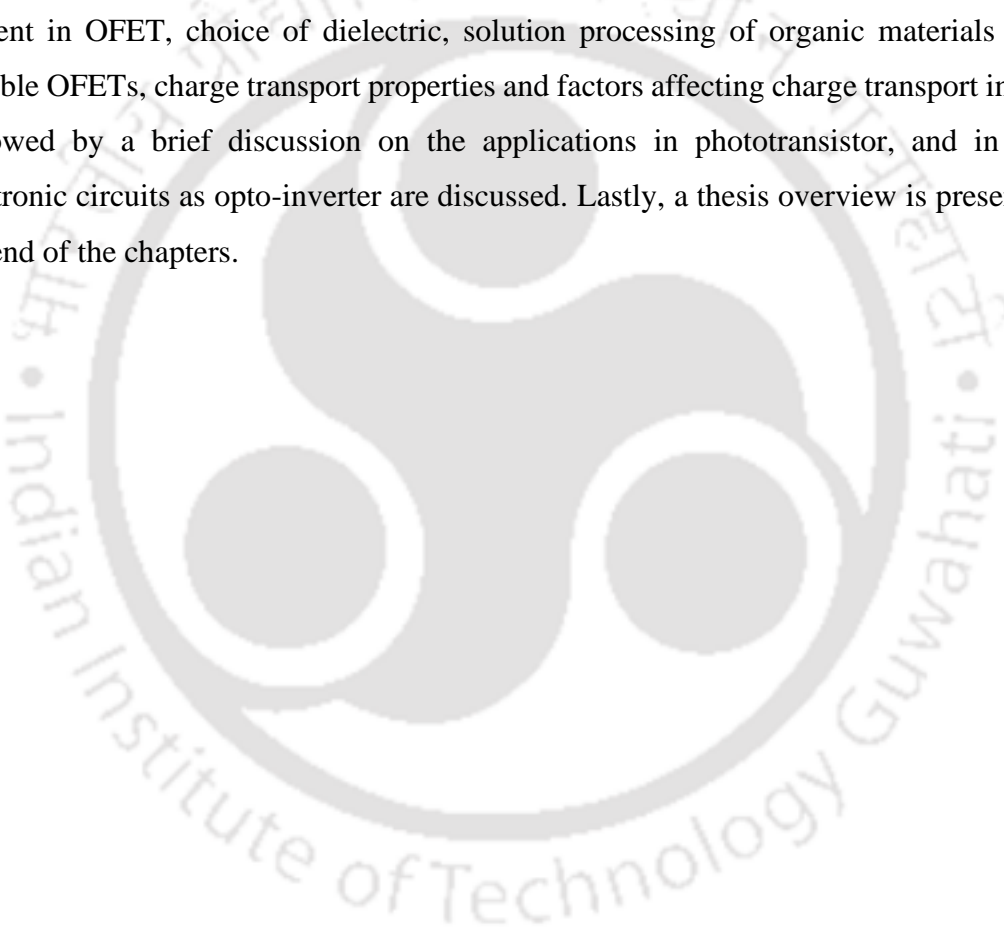 ent in OFET, choice of dielectric, solution processing of organic materials
ble OFETs, charge transport properties and factors affecting charge transport in
owed by a brief discussion on the applications in phototransistor, and in
tronic circuits as opto-inverter are discussed. Lastly, a thesis overview is prese
end of the chapters.
Indian Institute of Technology Guwahati